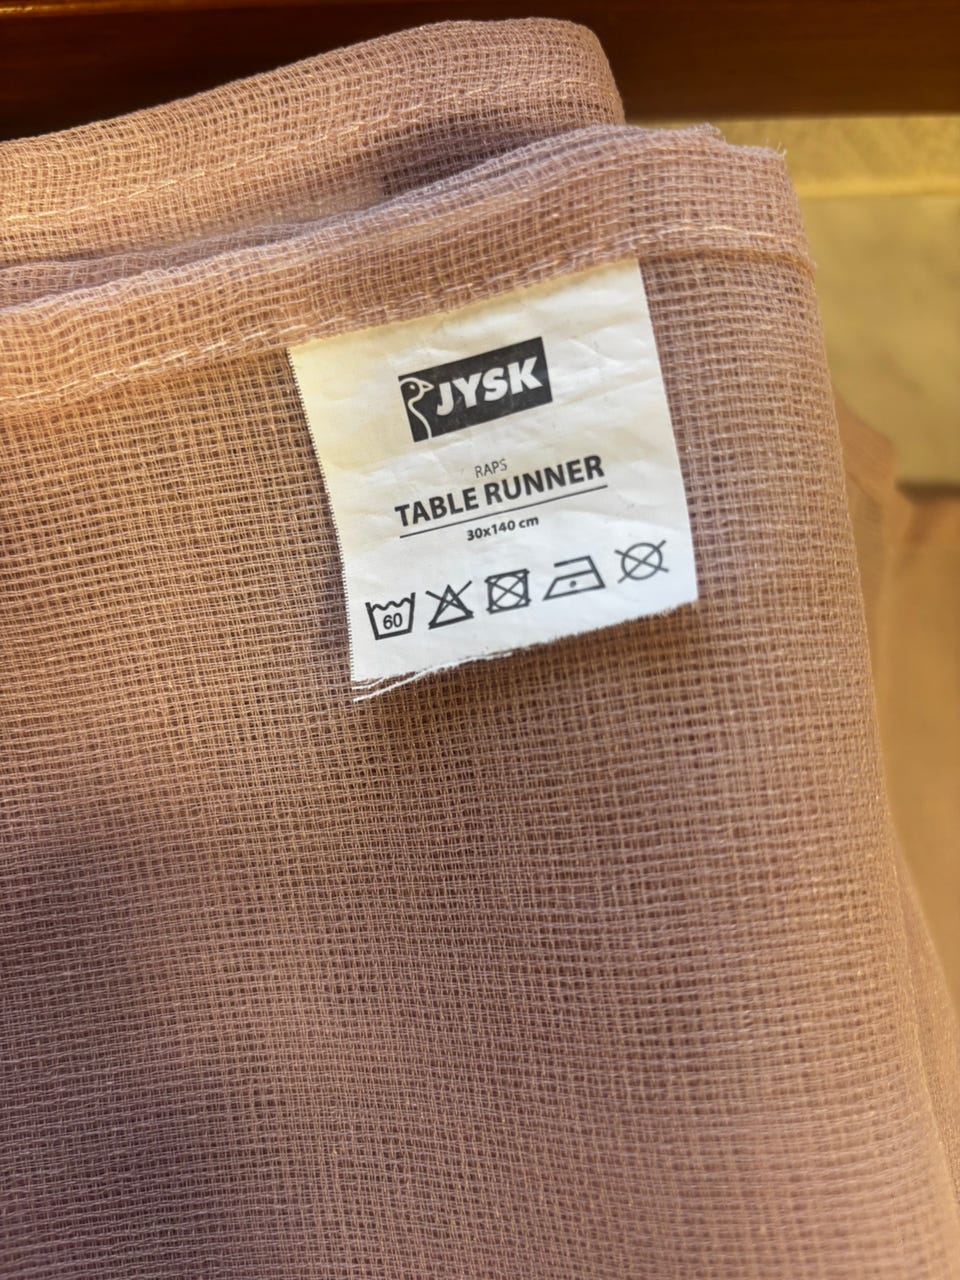 JYSK
RAPS
TABLE RUNNER
30x140 cm
60